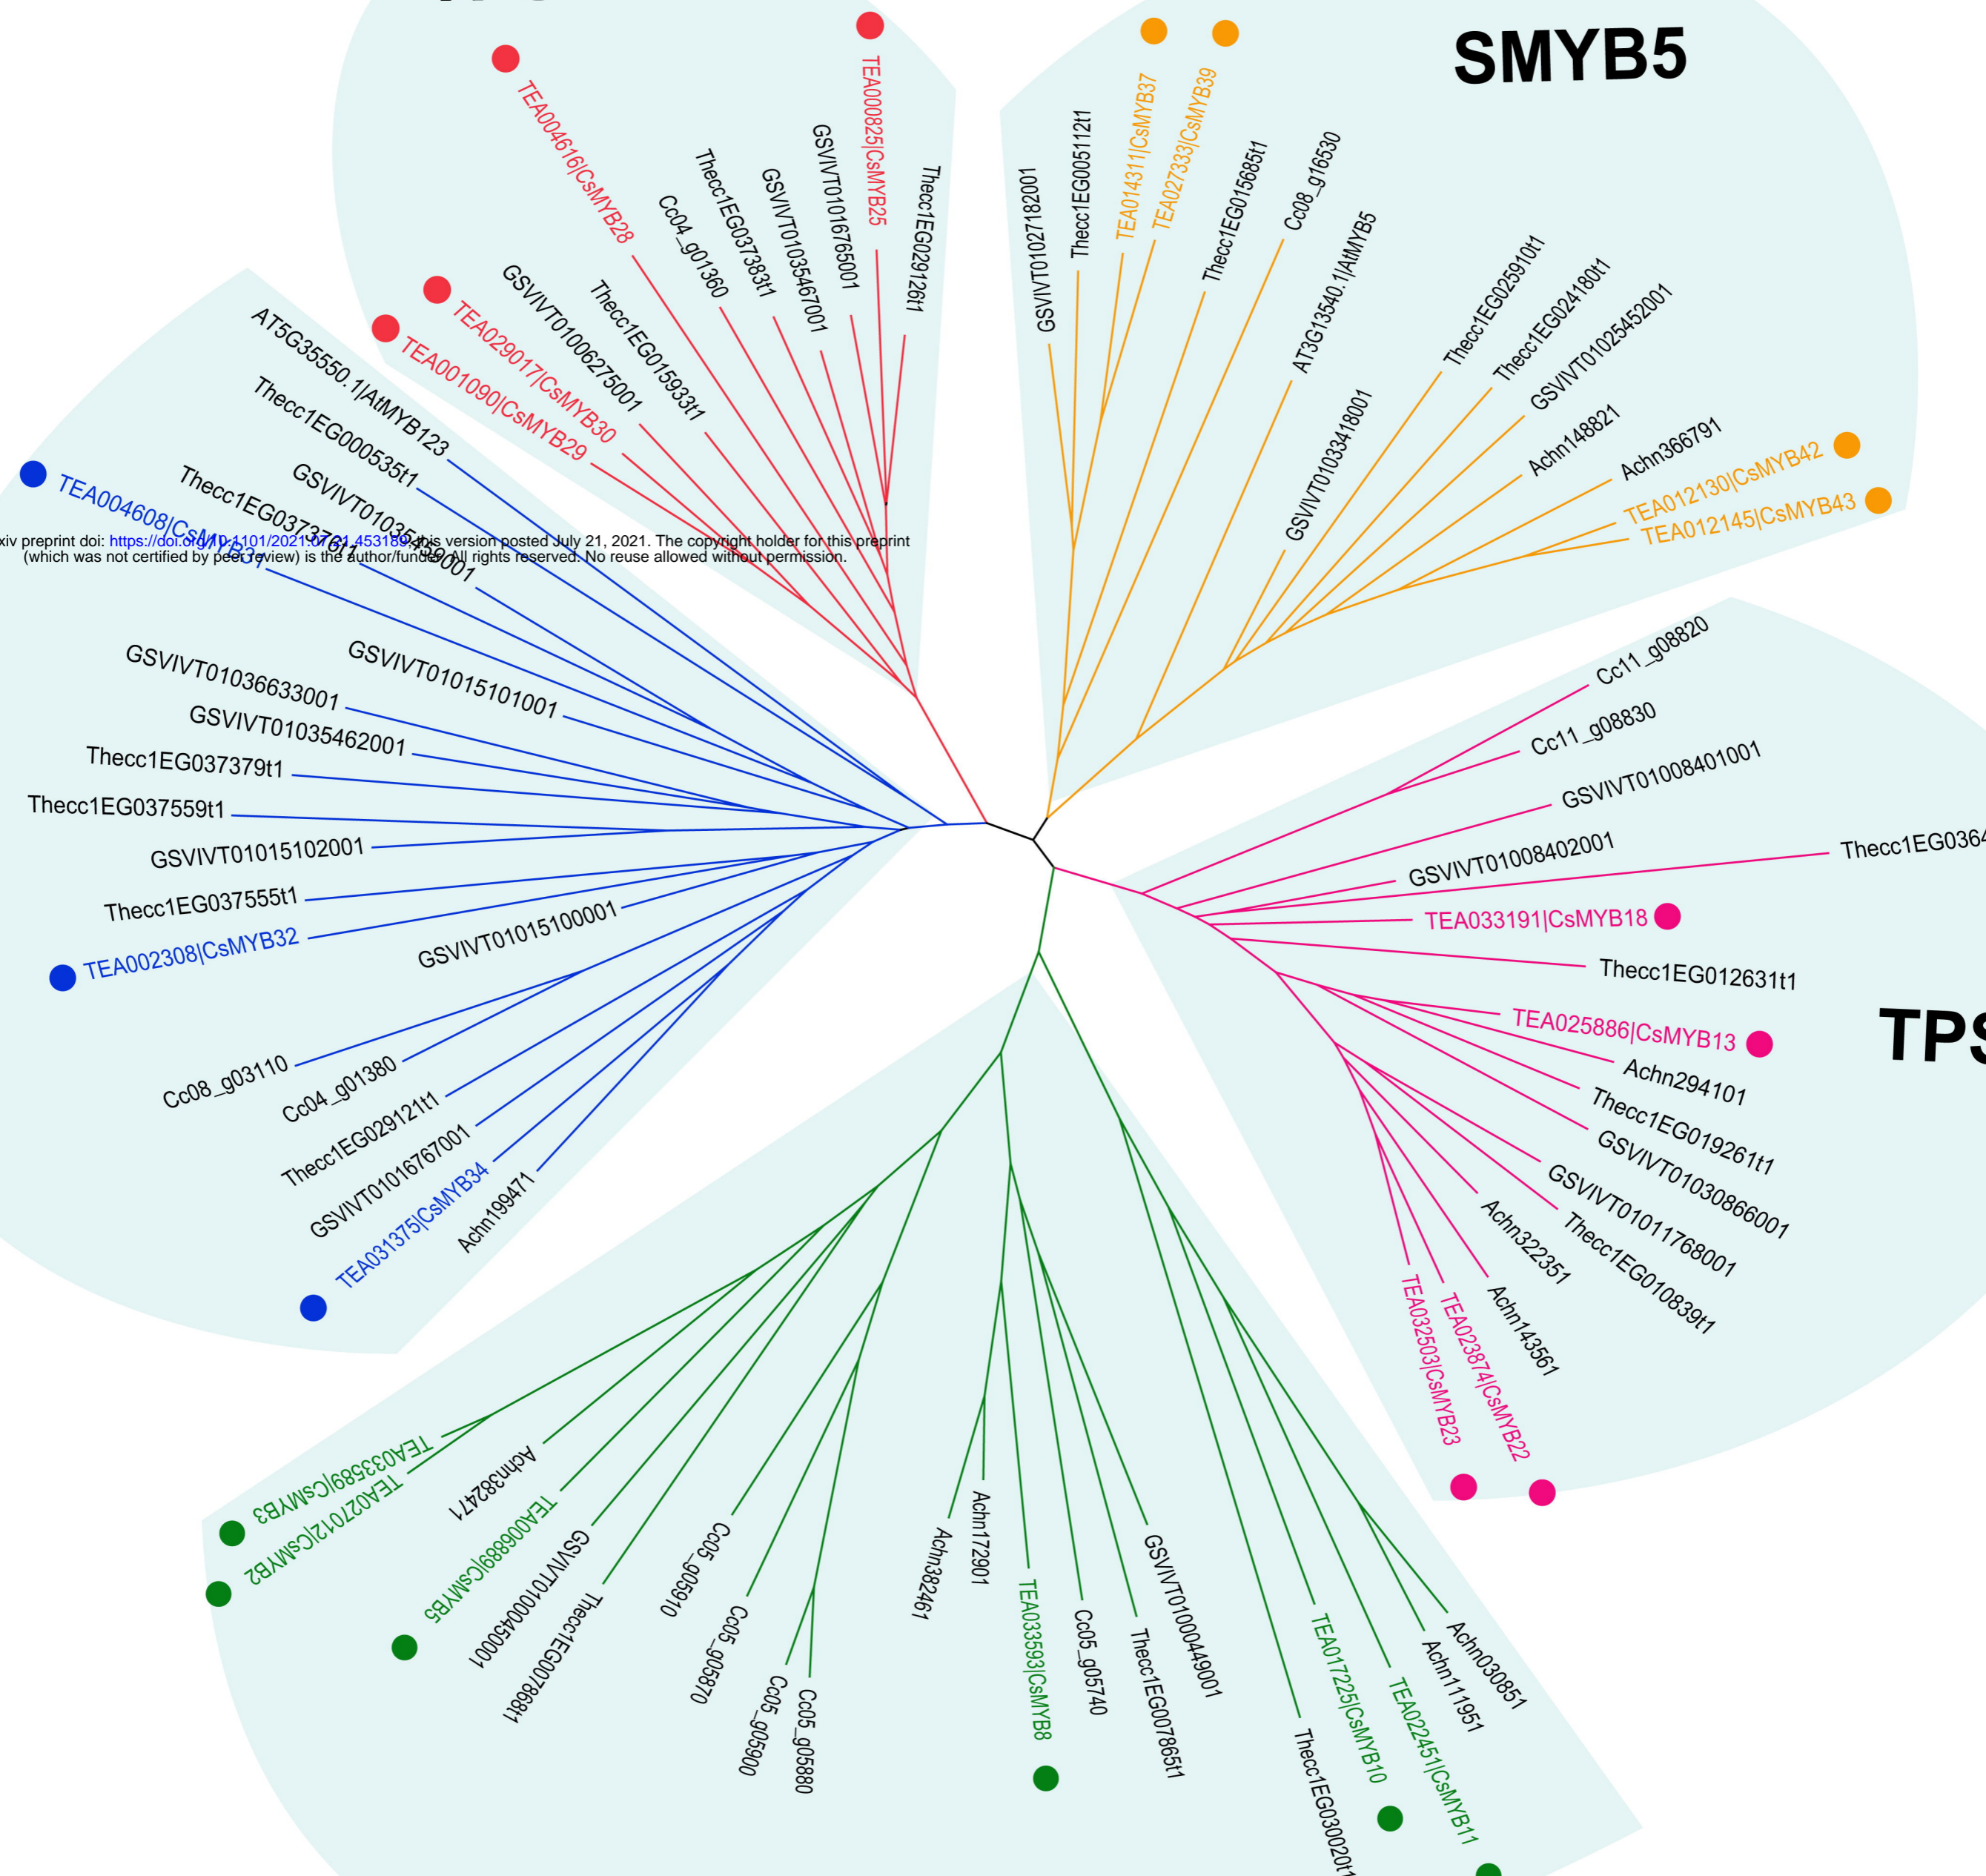 SMYB5
TEA004616|CsMYB28
TEA000825|CsMYB25
Thecc1EG029126t1
GSVIVT01016765001
GSVIVT01035467001
Thecc1EG037383t1
Cc04_g01360
Thecc1EG015933t1
GSVIVT01006275001
TEA029017|CsMYB30
TEA001090|CsMYB29
GSVIVT01027182001
Thecc1EG005112t1
TEA014311|CsMYB37
TEA027333|CsMYB39
Thecc1EG015685t1
Cc08_g16530
AT3G13540.1|AtMYB5
GSVIVT01033418001
Thecc1EG025910t1
Thecc1EG024180t1
GSVIVT01025452001
Achn148821
Achn366791
TEA012130|CsMYB42
TEA012145|CsMYB43
AT5G35550.1|AtMYB123
Thecc1EG000535t1
GSVIVT01035459001
Thecc1EG037376t1
TEA004608|CsMYB31
xiv preprint doi: https://doi.org/10.1101/2021.07.21.453189; this version posted July 21, 2021. The copyright holder for this preprint
(which was not certified by peer review) is the author/funder. All rights reserved. No reuse allowed without permission.
GSVIVT01015101001
GSVIVT01036633001
GSVIVT01035462001
Thecc1EG037379t1
Thecc1EG037559t1
GSVIVT01015102001
Thecc1EG037555t1
TEA002308|CsMYB32
GSVIVT01015100001
Cc08_g03110
Cc04_g01380
Thecc1EG029121t1
GSVIVT01016767001
TEA031375|CsMYB34
Achn199471
Cc11_g08820
Cc11_g08830
GSVIVT01008401001
GSVIVT01008402001
Thecc1EG0364
TEA033191|CsMYB18
Thecc1EG012631t1
TPS
TEA025886|CsMYB13
Achn294101
Thecc1EG019261t1
GSVIVT01030866001
GSVIVT01011768001
Thecc1EG010839t1
Achn322351
Achn143561
TEA023874|CsMYB22
TEA032503|CsMYB23
TEA033589|CsMYB3
TEA027012|CsMYB2
Achn382471
TEA006889|CsMYB5
GSVIVT01000450001
Thecc1EG007868t1
Cc05_g05910
Cc05_g05870
Cc05_g05900
Cc05_g05880
Achn382461
Achn172901
TEA033593|CsMYB8
Cc05_g05740
Thecc1EG007865t1
GSVIVT01000449001
Thecc1EG030020t1
TEA017225|CsMYB10
TEA022451|CsMYB11
Achn111951
Achn030851